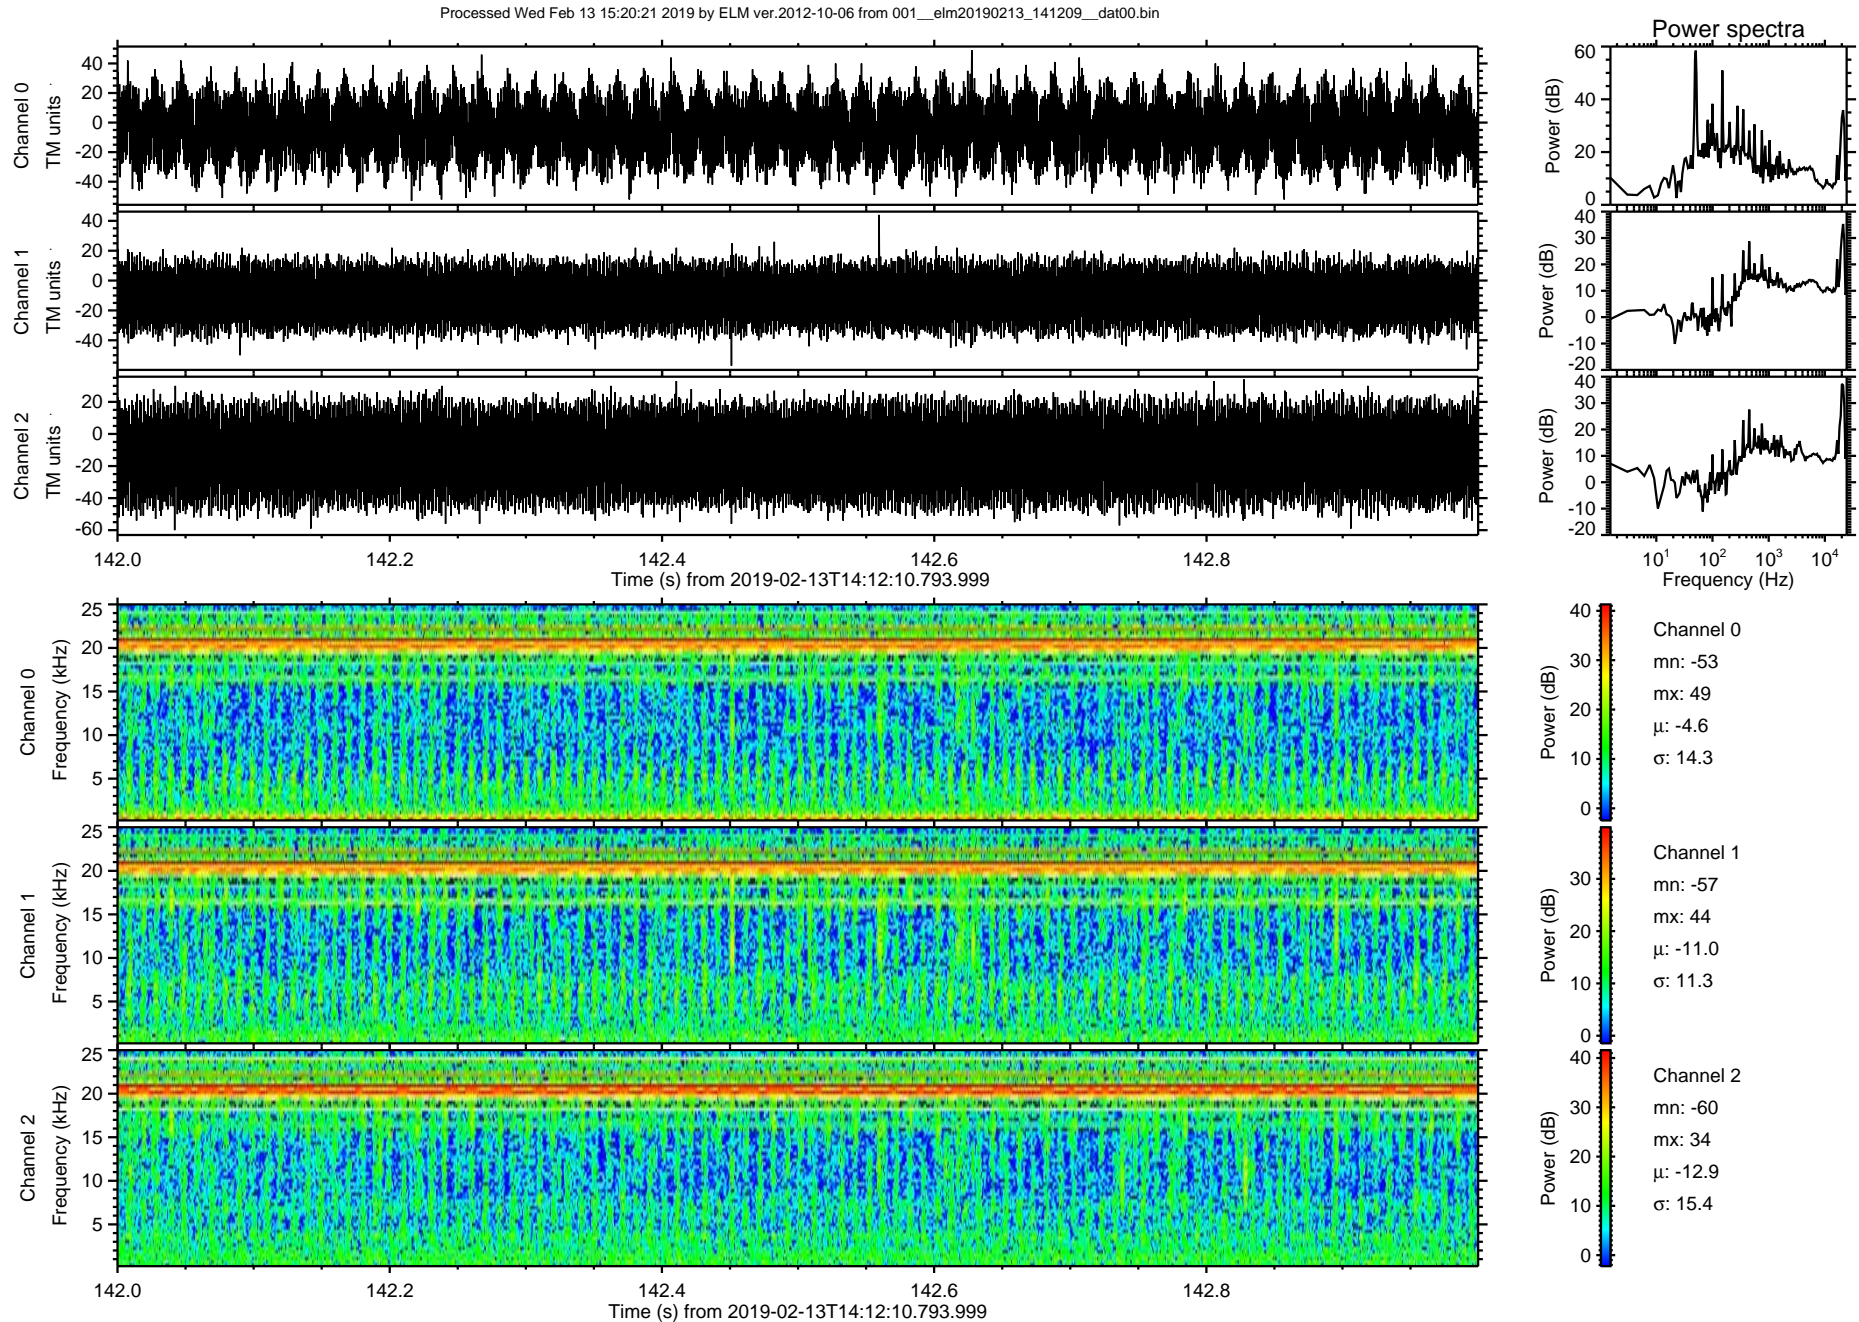 Processed Wed Feb 13 15:20:21 2019 by ELM ver.2012-10-06 from 001__elm20190213_141209__dat00.bin
Power spectra
Channel 0
TM units
40
20
0
-20
-40
Power (dB)
60
40
20
0
Channel 1
TM units
40
20
0
-20
-40
Power (dB)
40
30
20
10
0
-10
-20
Channel 2
TM units
20
0
-20
-40
-60
Power (dB)
40
30
20
10
0
-10
-20
142.0 142.2 142.4 142.6 142.8
Time (s) from 2019-02-13T14:12:10.793.999
10^1 10^2 10^3 10^4
Frequency (Hz)
Channel 0
Frequency (kHz)
25
20
15
10
5
Power (dB)
40
30
20
10
0
Channel 0
mn: -53
mx: 49
μ: -4.6
σ: 14.3
Channel 1
Frequency (kHz)
25
20
15
10
5
Power (dB)
30
20
10
0
Channel 1
mn: -57
mx: 44
μ: -11.0
σ: 11.3
Channel 2
Frequency (kHz)
25
20
15
10
5
Power (dB)
40
30
20
10
0
Channel 2
mn: -60
mx: 34
μ: -12.9
σ: 15.4
142.0 142.2 142.4 142.6 142.8
Time (s) from 2019-02-13T14:12:10.793.999